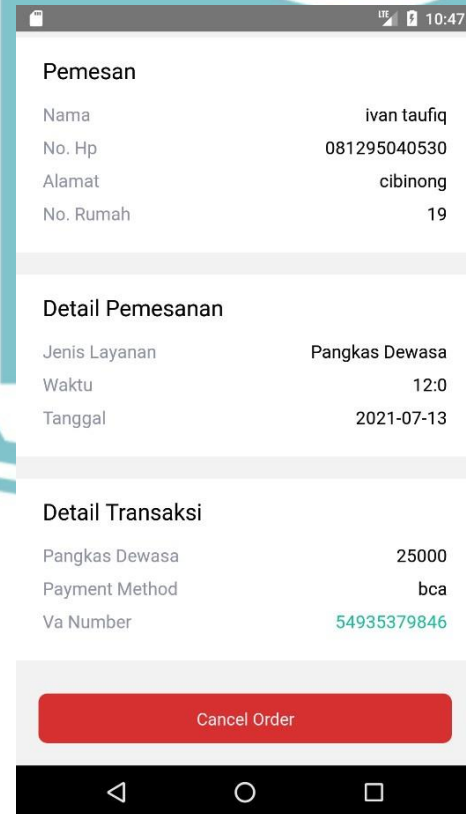 LTE 10:47
Pemesan
Nama ivan taufiq
No. Hp 081295040530
Alamat cibinong
No. Rumah 19
Detail Pemesanan
Jenis Layanan Pangkas Dewasa
Waktu 12:0
Tanggal 2021-07-13
Detail Transaksi
Pangkas Dewasa 25000
Payment Method bca
Va Number 54935379846
Cancel Order